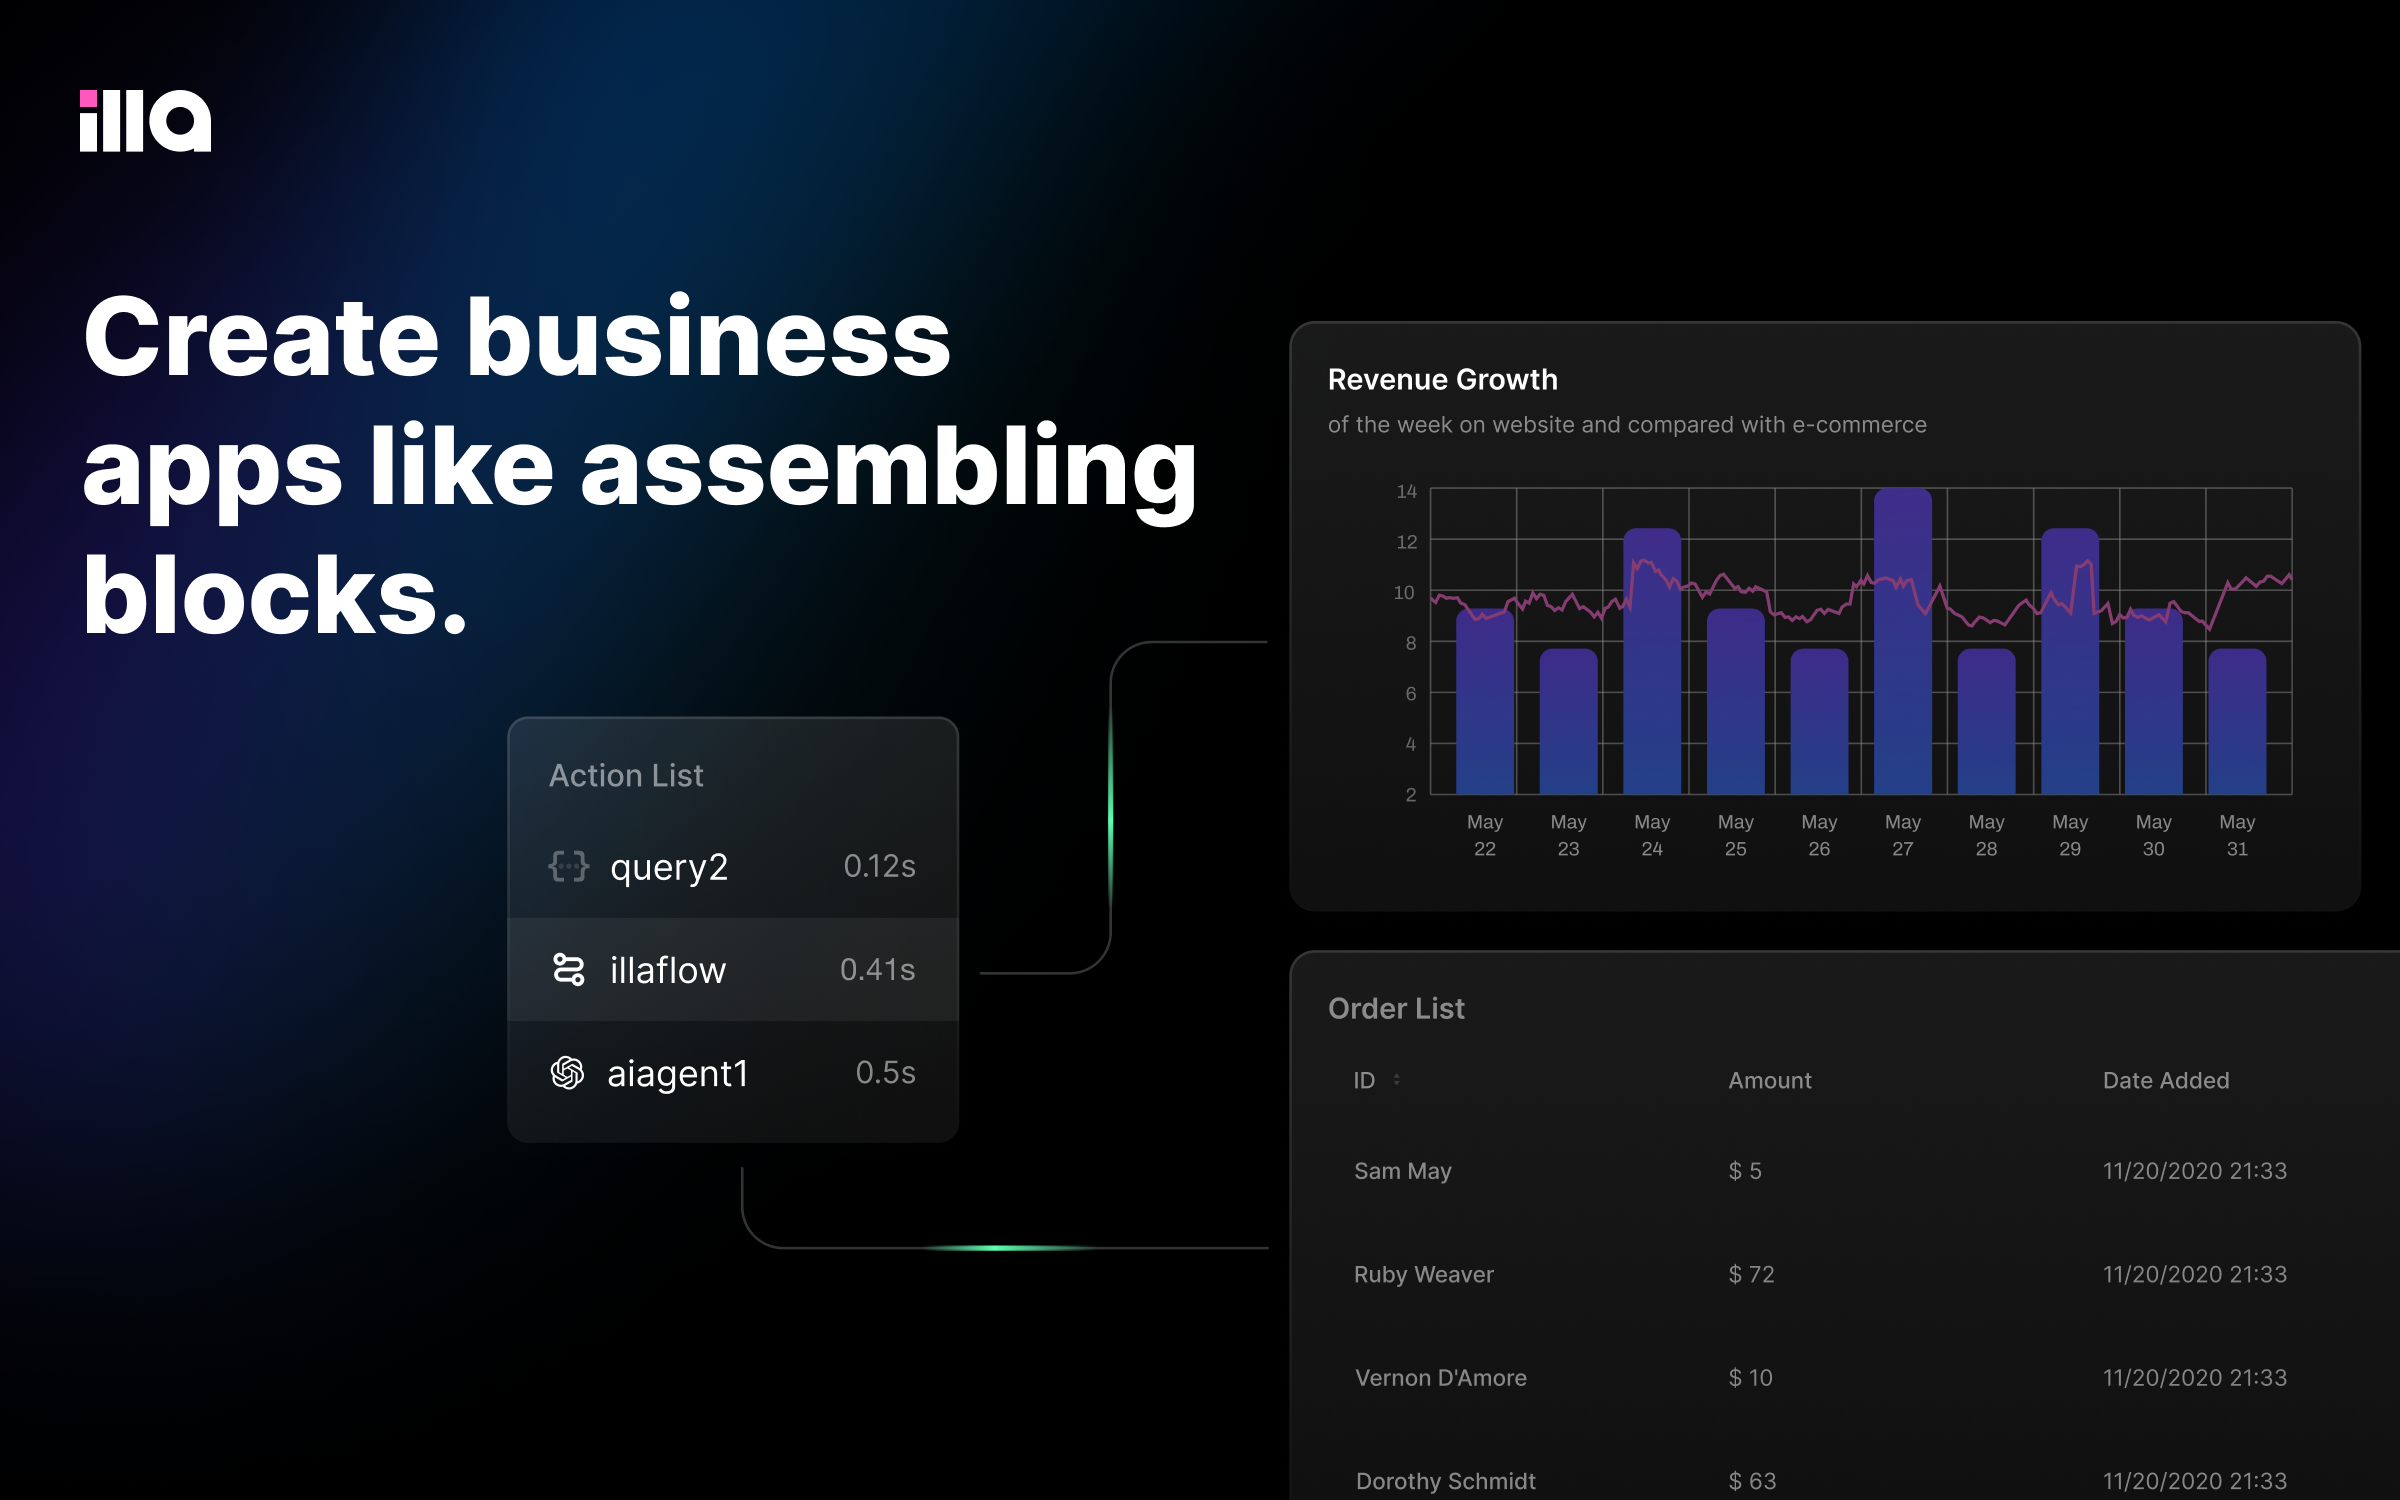 illa
Create business
apps like assembling
blocks.
Action List
query2 0.12s
illaflow 0.41s
aiagent1 0.5s
Revenue Growth
of the week on website and compared with e-commerce
14
12
10
8
6
4
2
May May May May May May May May May May
22 23 24 25 26 27 28 29 30 31
Order List
ID Amount Date Added
Sam May $ 5 11/20/2020 21:33
Ruby Weaver $ 72 11/20/2020 21:33
Vernon D'Amore $ 10 11/20/2020 21:33
Dorothy Schmidt $ 63 11/20/2020 21:33